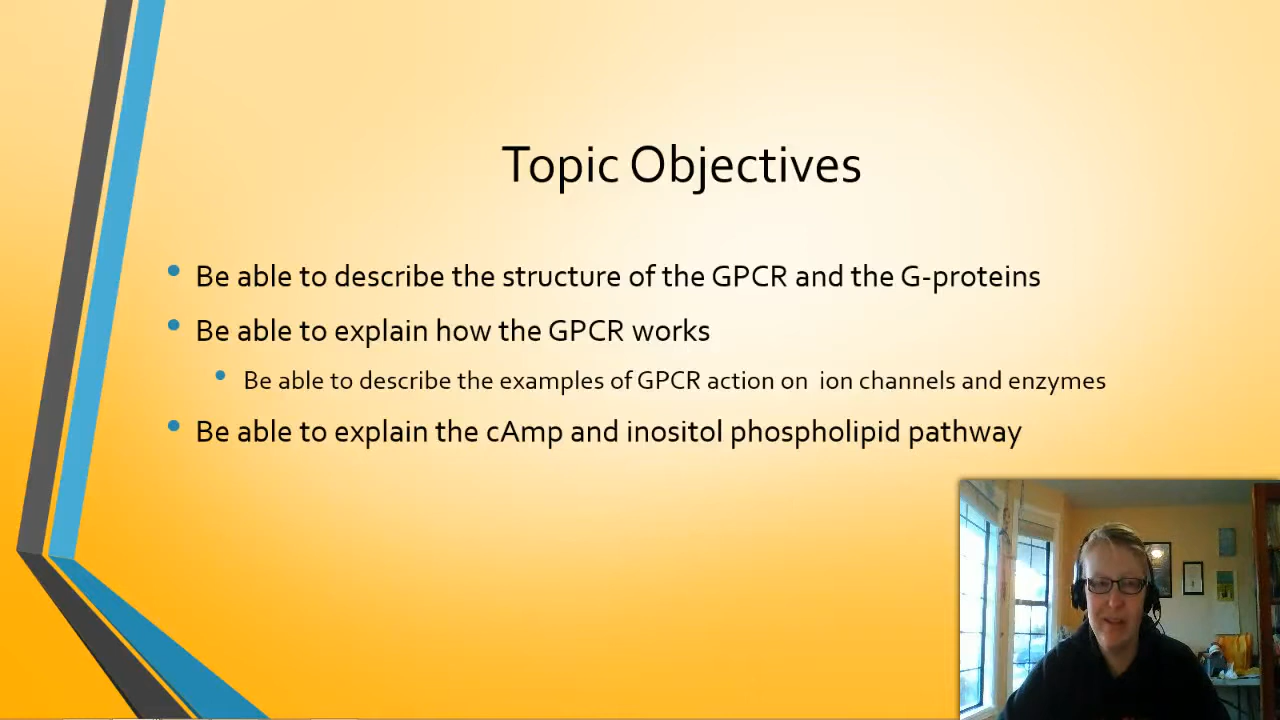 Topic Objectives
Be able to describe the structure of the GPCR and the G-proteins
Be able to explain how the GPCR works
Be able to describe the examples of GPCR action on ion channels and enzymes
Be able to explain the cAmp and inositol phospholipid pathway